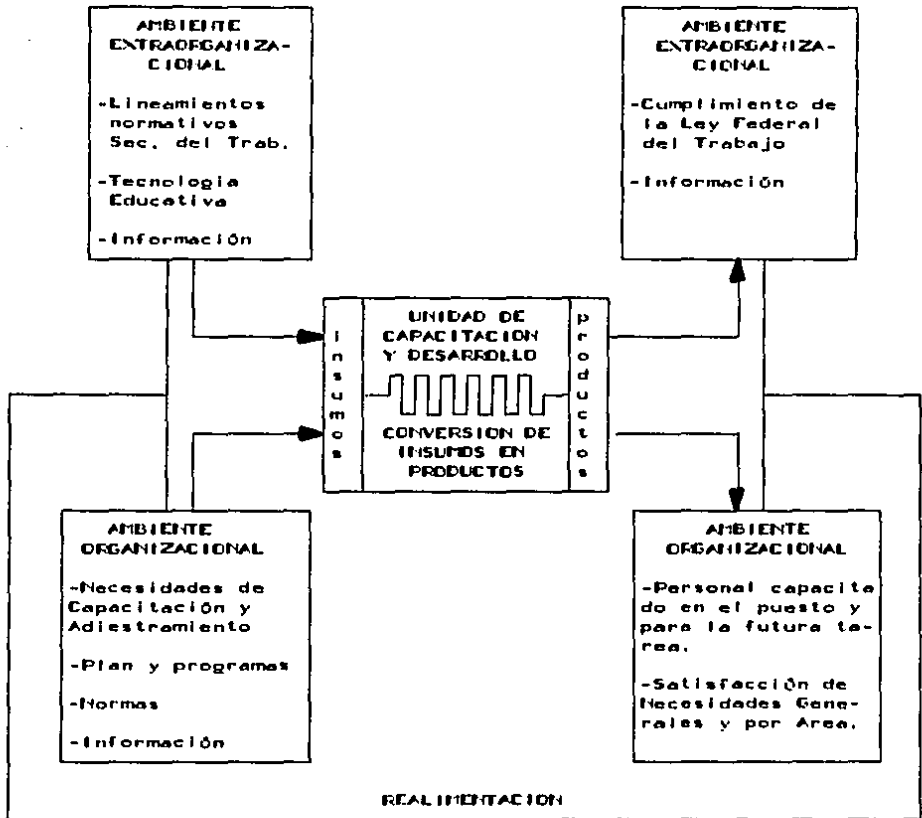 AMBIENTE
EXTRAORGANIZA-
CIONAL
-Lineamientos
normativos
Sec. del Trab.
-Tecnologia
Educativa
-Información
AMBIENTE
EXTRAORGANIZA-
CIONAL
-Cumplimiento de
la Ley Federal
del Trabajo
-Información
insumos
UNIDAD DE
CAPACITACION
Y DESARROLLO
CONVERSION DE
INSUMOS EN
PRODUCTOS
productos
AMBIENTE
ORGANIZACIONAL
-Necesidades de
Capacitación y
Adiestramiento
-Plan y programas
-Normas
-Información
AMBIENTE
ORGANIZACIONAL
-Personal capacita
do en el puesto y
para la futura ta-
rea.
-Satisfacción de
Necesidades Gene-
rales y por Area.
REALIMENTACION